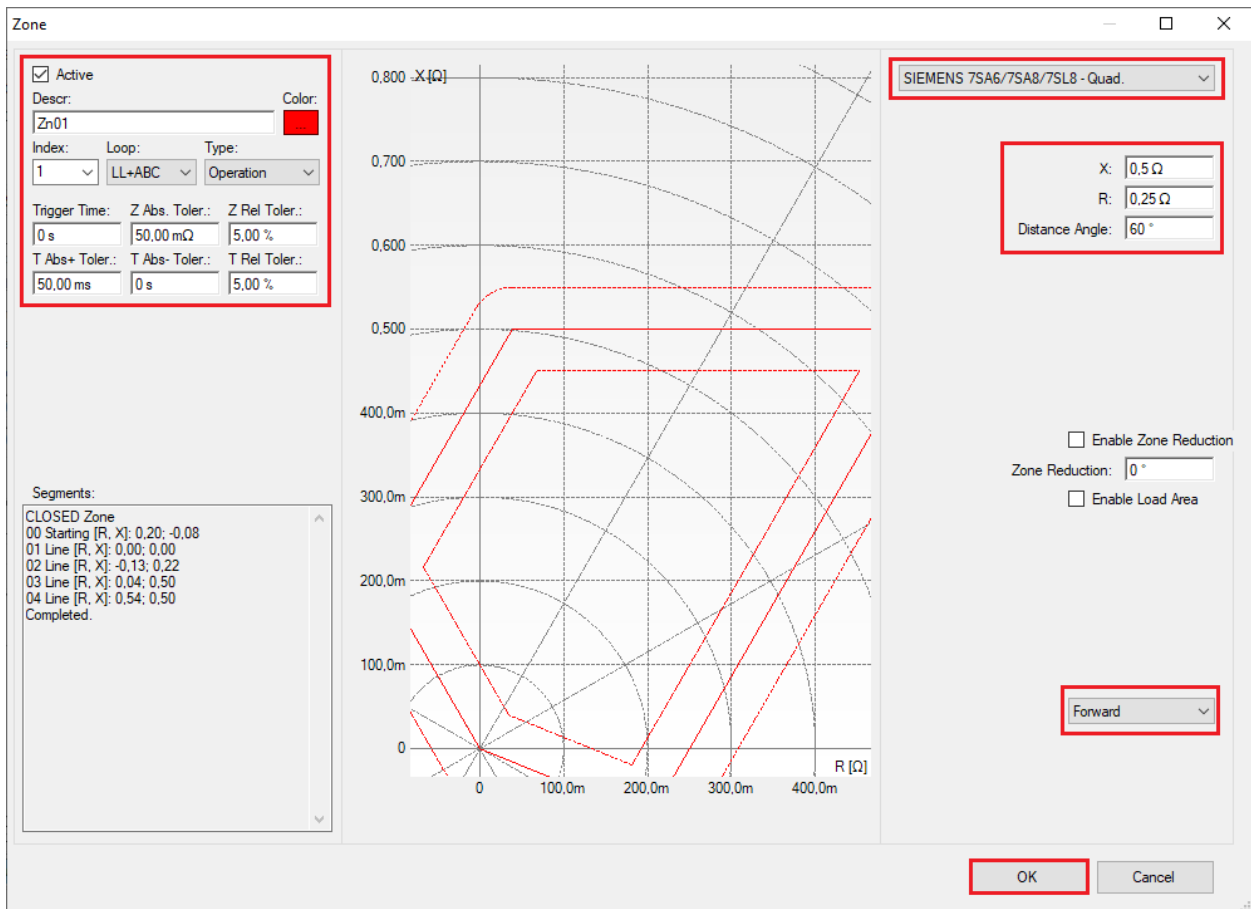 Zone
Active
Descr: Color:
Zn01 ...
Index: Loop: Type:
1 LL+ABC Operation
Trigger Time: Z Abs. Toler.: Z Rel Toler.:
0 s 50,00 mΩ 5,00 %
T Abs+ Toler.: T Abs- Toler.: T Rel Toler.:
50,00 ms 0 s 5,00 %
Segments:
CLOSED Zone
00 Starting [R, X]: 0,20; -0,08
01 Line [R, X]: 0,00; 0,00
02 Line [R, X]: -0,13; 0,22
03 Line [R, X]: 0,04; 0,50
04 Line [R, X]: 0,54; 0,50
Completed.
0,800 X [Ω]
0,700
0,600
0,500
400,0m
300,0m
200,0m
100,0m
0
R [Ω]
0 100,0m 200,0m 300,0m 400,0m
SIEMENS 7SA6/7SA8/7SL8 - Quad.
X: 0,5 Ω
R: 0,25 Ω
Distance Angle: 60 °
Enable Zone Reduction
Zone Reduction: 0 °
Enable Load Area
Forward
OK Cancel